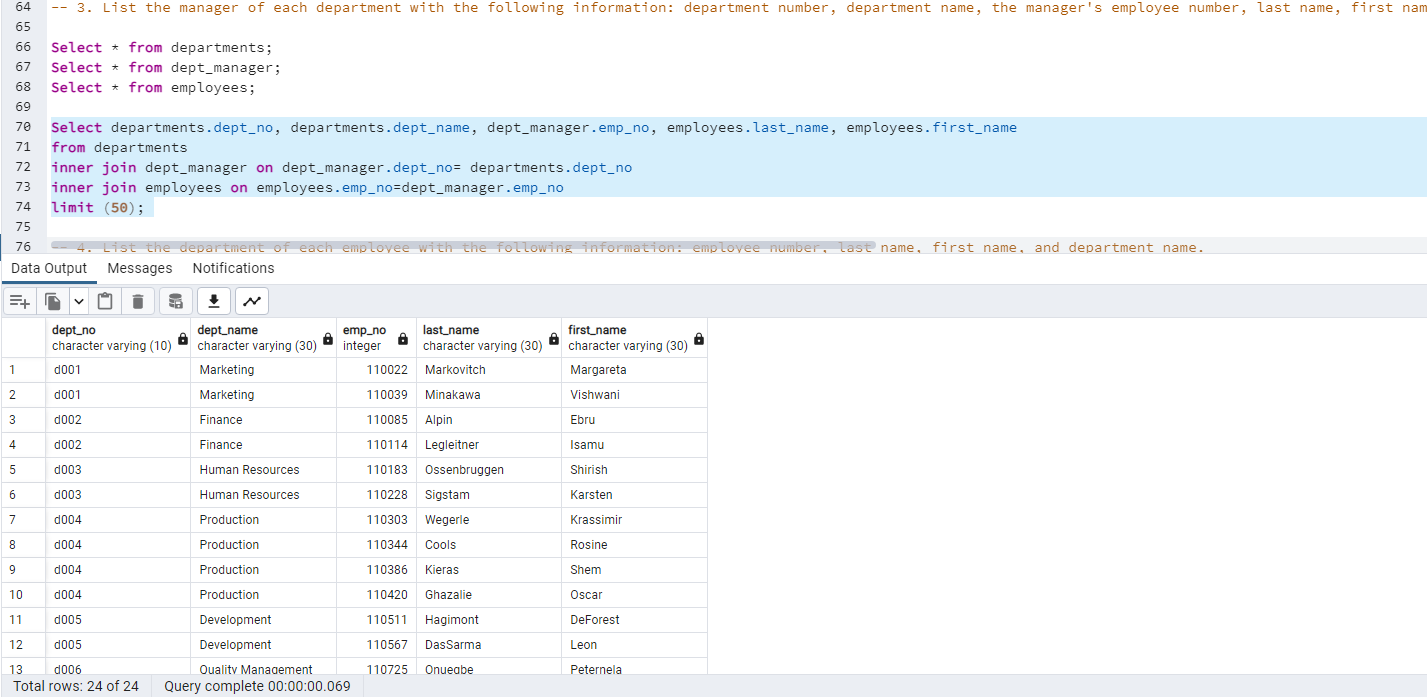 64 -- 3. List the manager of each department with the following information: department number, department name, the manager's employee number, last name, first nam
65
66 Select * from departments;
67 Select * from dept_manager;
68 Select * from employees;
69
70 Select departments.dept_no, departments.dept_name, dept_manager.emp_no, employees.last_name, employees.first_name
71 from departments
72 inner join dept_manager on dept_manager.dept_no= departments.dept_no
73 inner join employees on employees.emp_no=dept_manager.emp_no
74 limit (50);
75
76 -- 4. List the department of each employee with the following information: employee number, last name, first name, and department name.
Data Output Messages Notifications
dept_no dept_name emp_no last_name first_name
character varying (10) character varying (30) integer character varying (30) character varying (30)
1 d001 Marketing 110022 Markovitch Margareta
2 d001 Marketing 110039 Minakawa Vishwani
3 d002 Finance 110085 Alpin Ebru
4 d002 Finance 110114 Legleitner Isamu
5 d003 Human Resources 110183 Ossenbruggen Shirish
6 d003 Human Resources 110228 Sigstam Karsten
7 d004 Production 110303 Wegerle Krassimir
8 d004 Production 110344 Cools Rosine
9 d004 Production 110386 Kieras Shem
10 d004 Production 110420 Ghazalie Oscar
11 d005 Development 110511 Hagimont DeForest
12 d005 Development 110567 DasSarma Leon
13 d006 Quality Management 110725 Onuegbe Peternela
Total rows: 24 of 24 Query complete 00:00:00.069